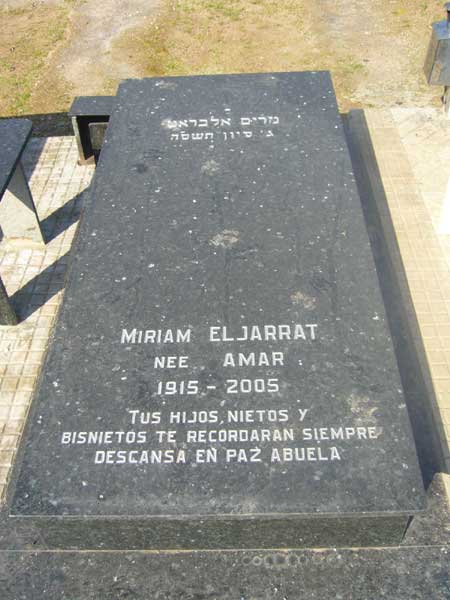 מרים אלבראט
ג׳ סיון תשסה
MIRIAM ELJARRAT
NEE AMAR
1915 - 2005
TUS HIJOS, NIETOS Y
BISNIETOS TE RECORDARAN SIEMPRE
DESCANSA EN PAZ ABUELA